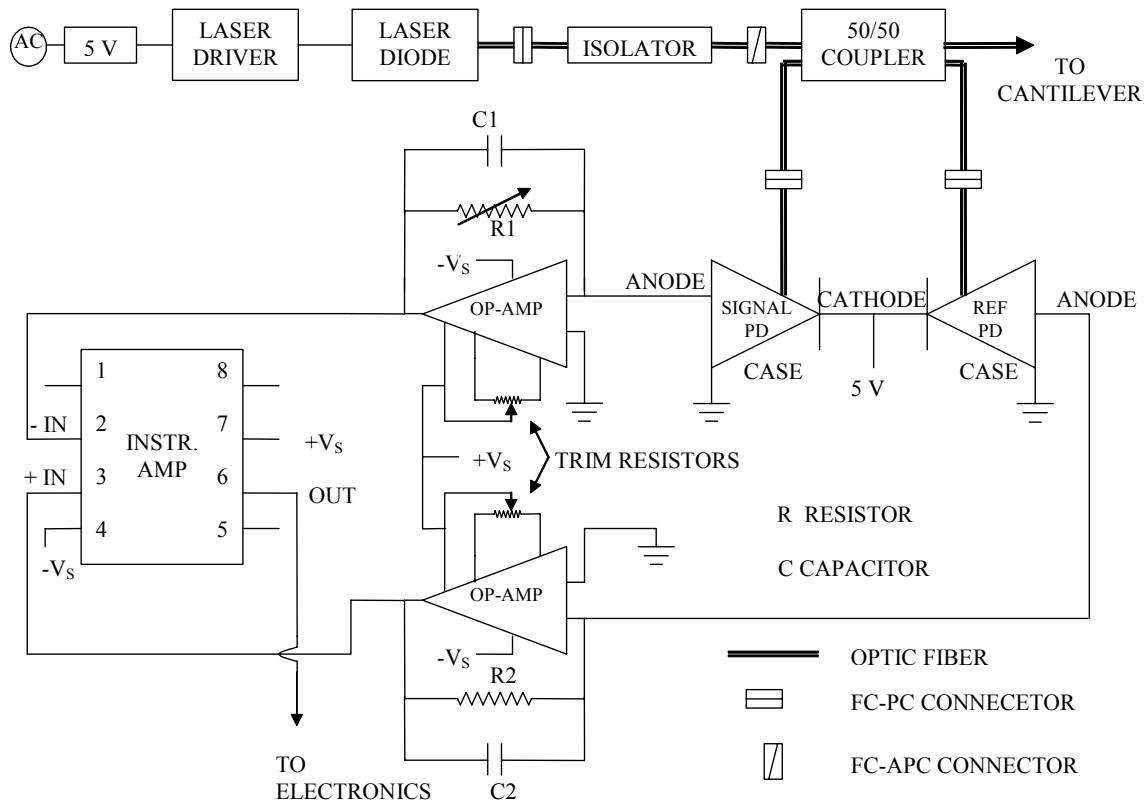 AC
5 V
LASER
DRIVER
LASER
DIODE
ISOLATOR
50/50
COUPLER
TO
CANTILEVER
C1
R1
-VS
OP-AMP
ANODE
SIGNAL
PD
CATHODE
REF
PD
ANODE
CASE
CASE
5 V
1
8
- IN
2
7
+VS
INSTR.
AMP
+ IN
3
6
OUT
4
5
-VS
+VS
TRIM RESISTORS
R RESISTOR
C CAPACITOR
OP-AMP
-VS
R2
C2
TO
ELECTRONICS
OPTIC FIBER
FC-PC CONNECETOR
FC-APC CONNECTOR